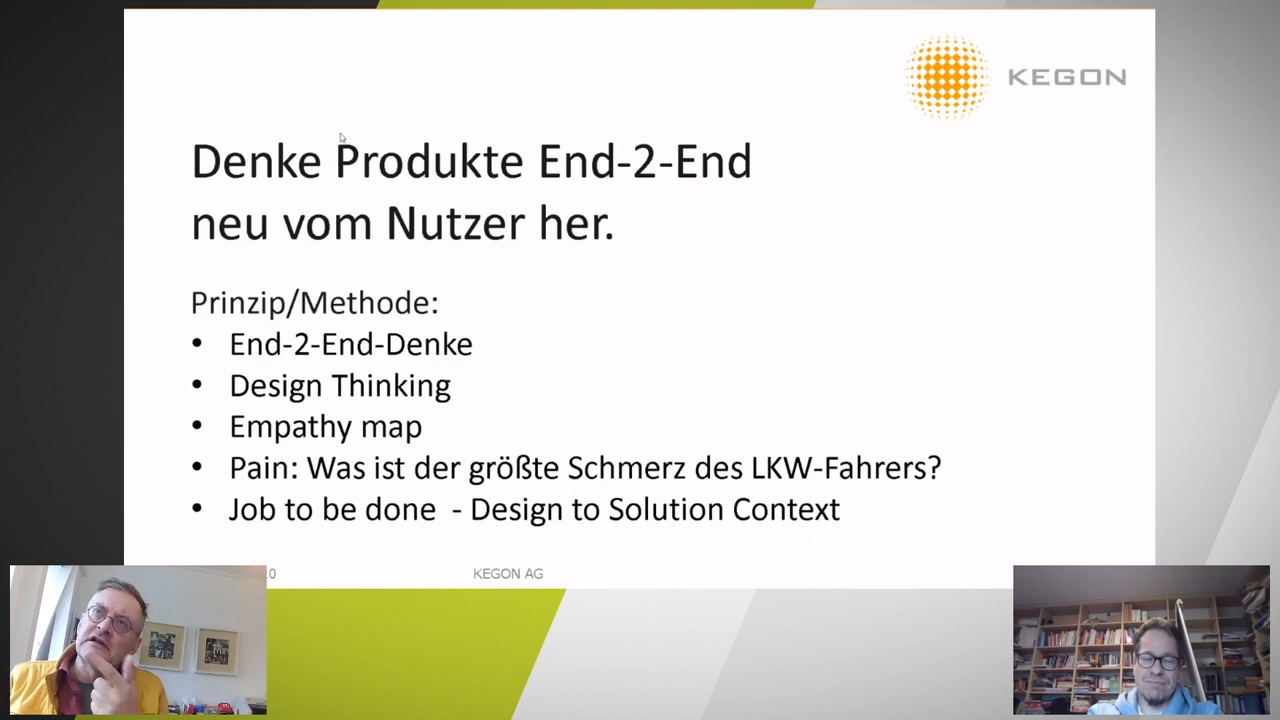 KEGON
Denke Produkte End-2-End
neu vom Nutzer her.
Prinzip/Methode:
• End-2-End-Denke
• Design Thinking
• Empathy map
• Pain: Was ist der größte Schmerz des LKW-Fahrers?
• Job to be done - Design to Solution Context
KEGON AG